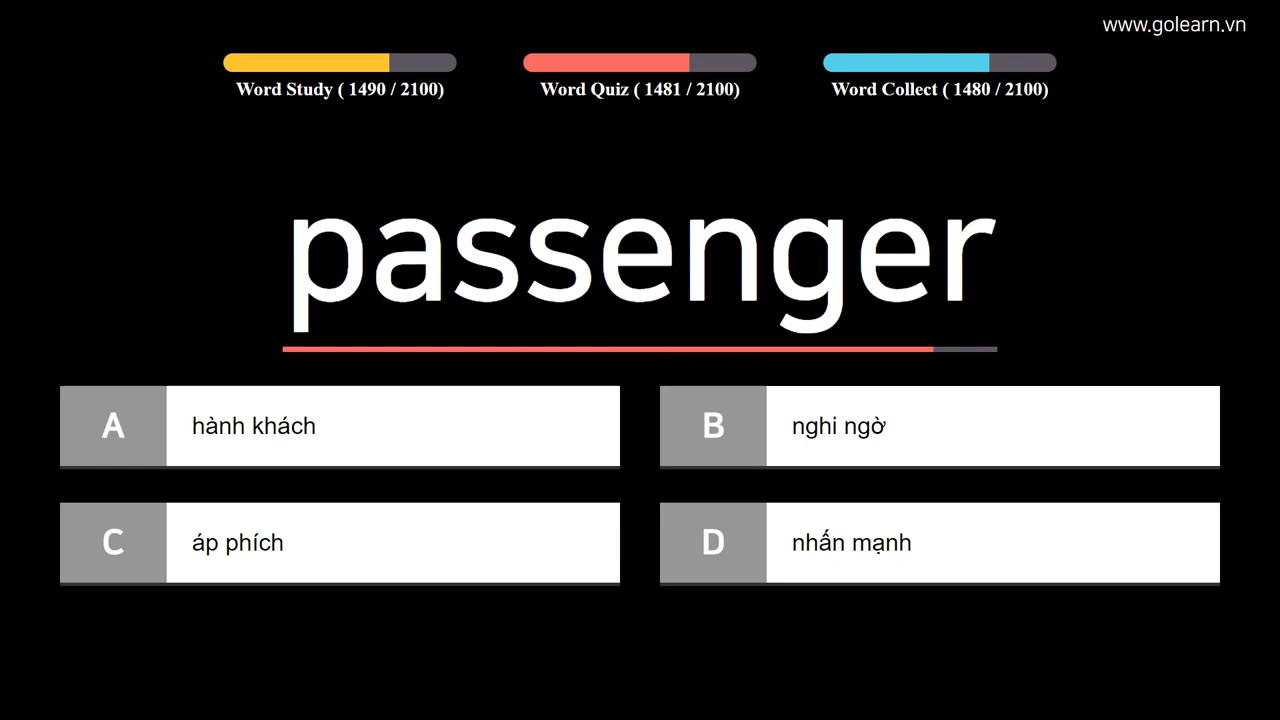 www.golearn.vn
Word Study ( 1490 / 2100)
Word Quiz ( 1481 / 2100)
Word Collect ( 1480 / 2100)
passenger
A hành khách
B nghi ngờ
C áp phích
D nhấn mạnh